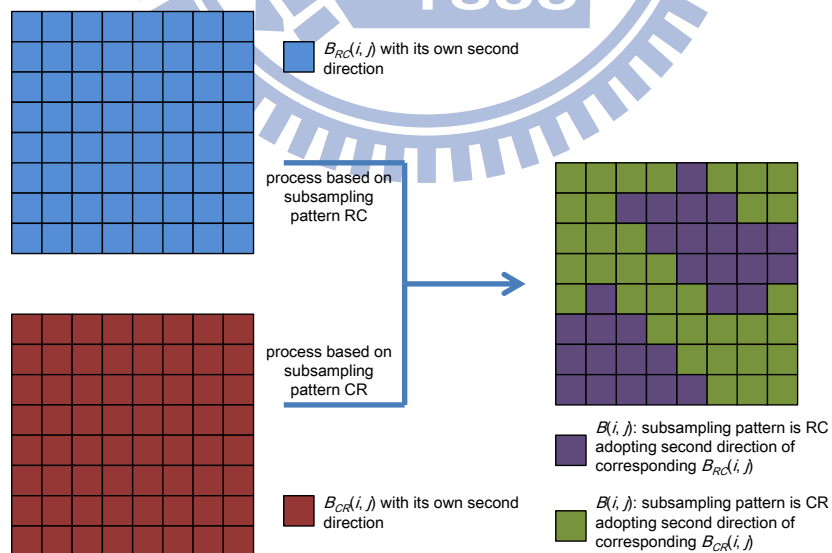 B_RC(i, j) with its own second
direction
process based on
subsampling
pattern RC
process based on
subsampling
pattern CR
B_CR(i, j) with its own second
direction
B(i, j): subsampling pattern is RC
adopting second direction of
corresponding B_RC(i, j)
B(i, j): subsampling pattern is CR
adopting second direction of
corresponding B_CR(i, j)